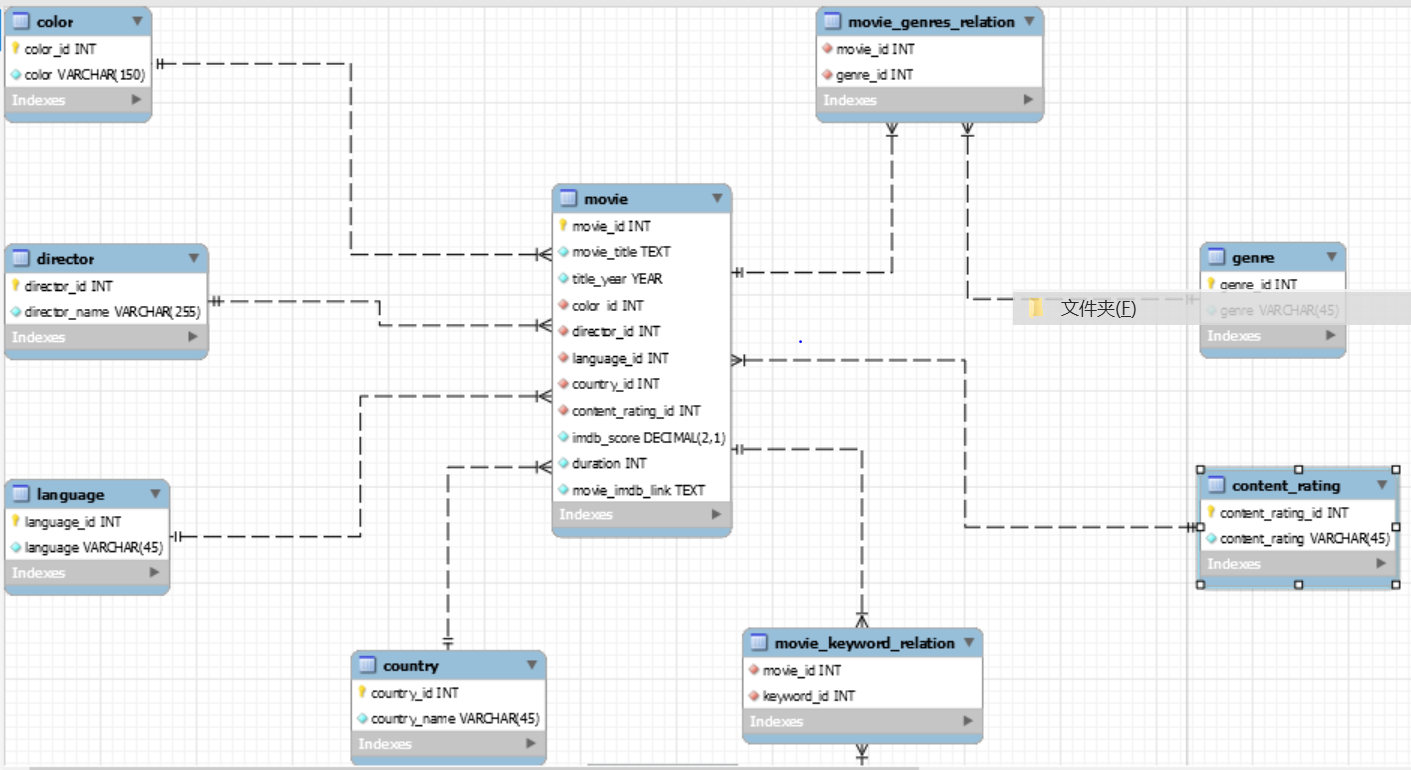 color
color_id INT
color VARCHAR(150)
Indexes
movie_genres_relation
movie_id INT
genre_id INT
Indexes
movie
movie_id INT
movie_title TEXT
title_year YEAR
color_id INT
director_id INT
language_id INT
country_id INT
content_rating_id INT
imdb_score DECIMAL(2,1)
duration INT
movie_imdb_link TEXT
Indexes
director
director_id INT
director_name VARCHAR(255)
Indexes
genre
genre_id INT
genre VARCHAR(45)
Indexes
文件夹(F)
language
language_id INT
language VARCHAR(45)
Indexes
content_rating
content_rating_id INT
content_rating VARCHAR(45)
Indexes
country
country_id INT
country_name VARCHAR(45)
Indexes
movie_keyword_relation
movie_id INT
keyword_id INT
Indexes